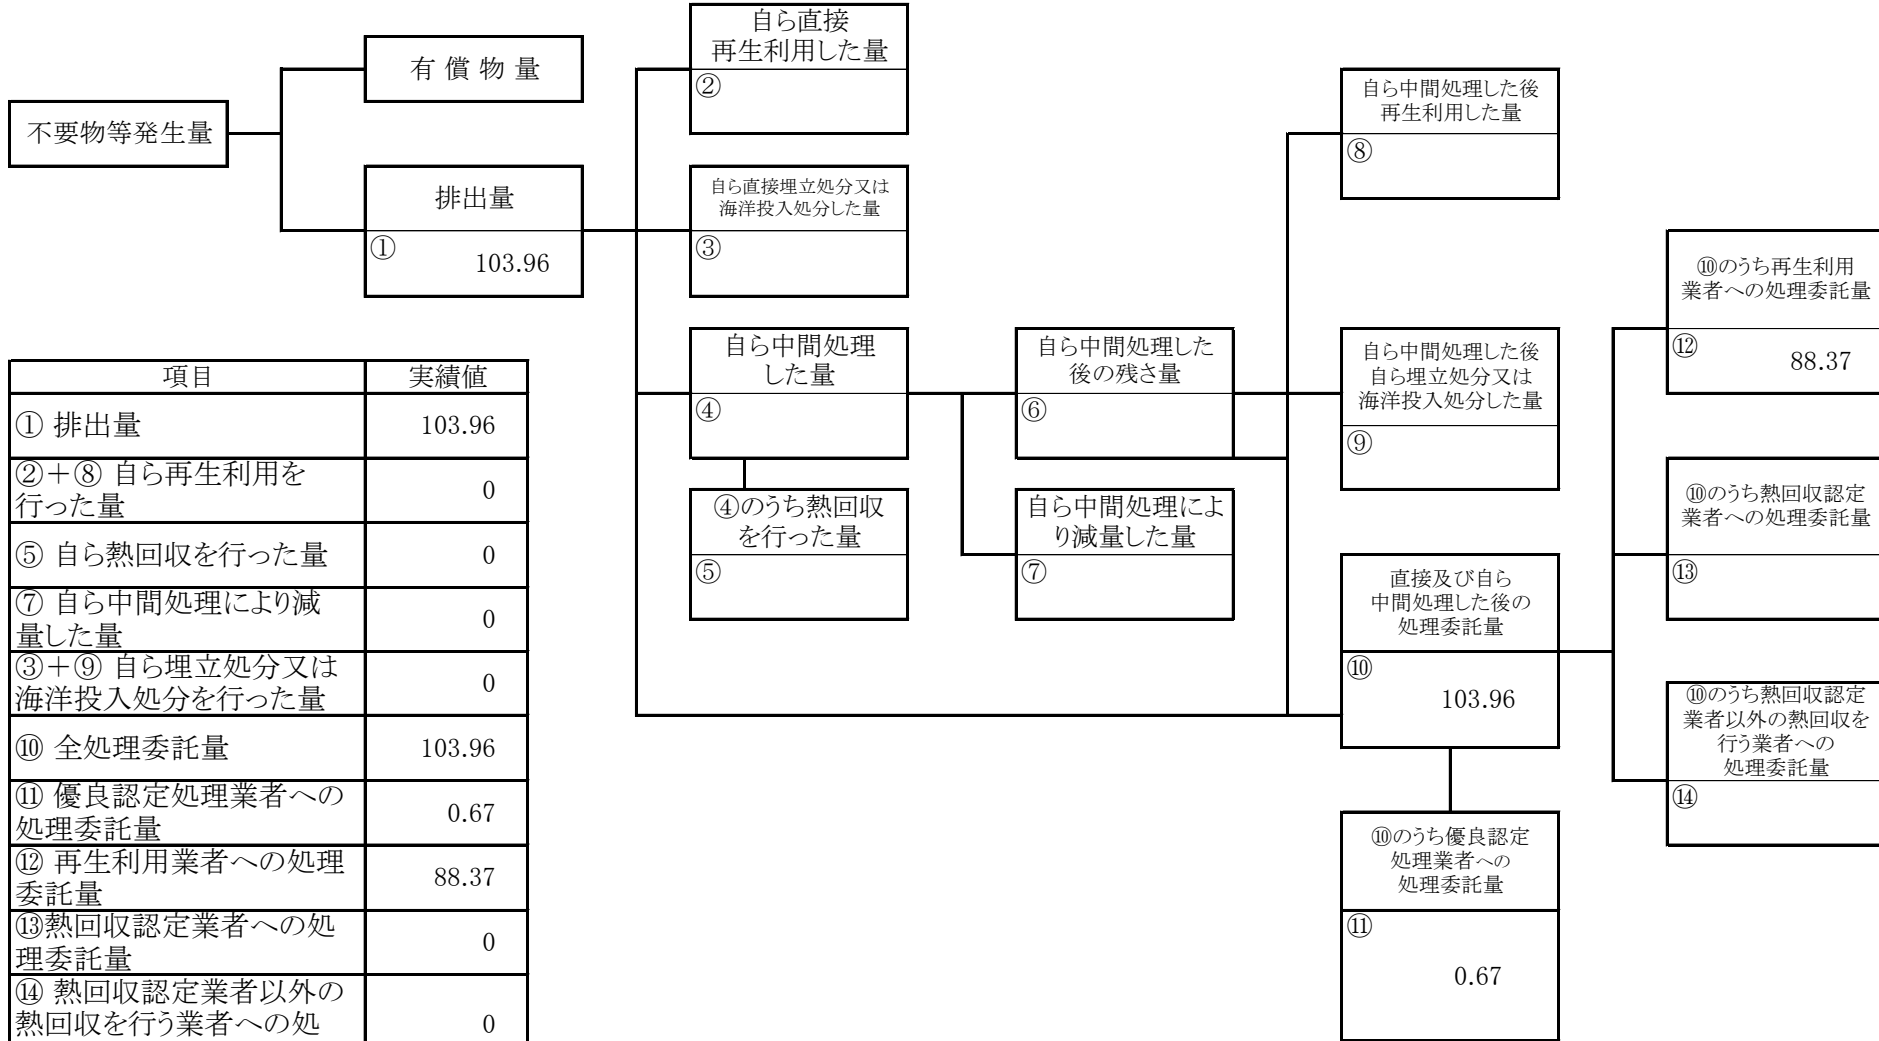 不要物等発生量
有 償 物 量
排出量
①
103.96
自ら直接
再生利用した量
②
自ら直接埋立処分又は
海洋投入処分した量
③
自ら中間処理
した量
④
④のうち熱回収
を行った量
⑤
自ら中間処理した
後の残さ量
⑥
自ら中間処理によ
り減量した量
⑦
自ら中間処理した後
再生利用した量
⑧
自ら中間処理した後
自ら埋立処分又は
海洋投入処分した量
⑨
直接及び自ら
中間処理した後の
処理委託量
⑩
103.96
⑩のうち優良認定
処理業者への
処理委託量
⑪
0.67
⑩のうち再生利用
業者への処理委託量
⑫
88.37
⑩のうち熱回収認定
業者への処理委託量
⑬
⑩のうち熱回収認定
業者以外の熱回収を
行う業者への
処理委託量
⑭
項目 実績値
① 排出量 103.96
②＋⑧ 自ら再生利用を
行った量 0
⑤ 自ら熱回収を行った量 0
⑦ 自ら中間処理により減
量した量 0
③＋⑨ 自ら埋立処分又は
海洋投入処分を行った量 0
⑩ 全処理委託量 103.96
⑪ 優良認定処理業者への
処理委託量 0.67
⑫ 再生利用業者への処理
委託量 88.37
⑬熱回収認定業者への処
理委託量 0
⑭ 熱回収認定業者以外の
熱回収を行う業者への処 0